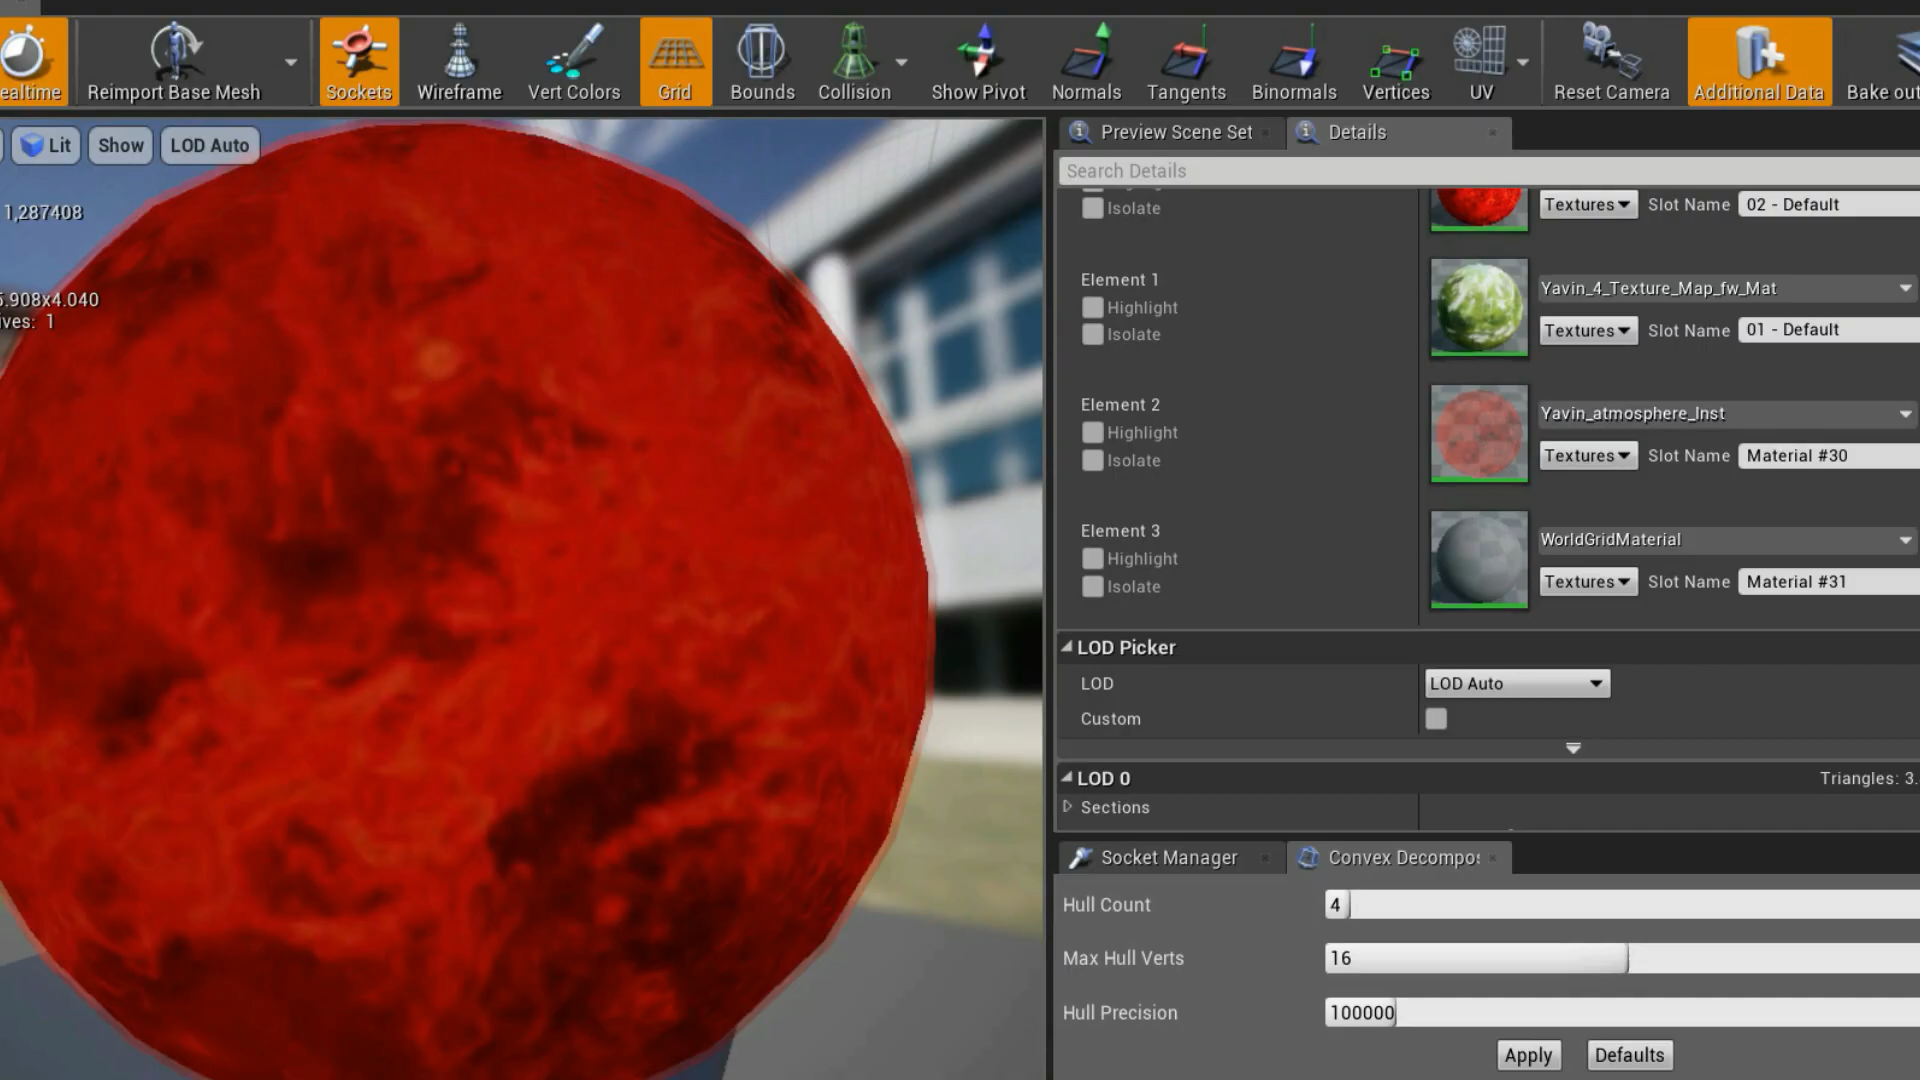 ealtime
Reimport Base Mesh
Sockets
Wireframe
Vert Colors
Grid
Bounds
Collision
Show Pivot
Normals
Tangents
Binormals
Vertices
UV
Reset Camera
Additional Data
Bake out
Lit
Show
LOD Auto
1,287408
5.908x4.040
ives: 1
Preview Scene Set
Details
Search Details
Isolate
Textures
Slot Name
02 - Default
Element 1
Highlight
Isolate
Yavin_4_Texture_Map_fw_Mat
Textures
Slot Name
01 - Default
Element 2
Highlight
Isolate
Yavin_atmosphere_Inst
Textures
Slot Name
Material #30
Element 3
Highlight
Isolate
WorldGridMaterial
Textures
Slot Name
Material #31
LOD Picker
LOD
LOD Auto
Custom
LOD 0
Triangles: 3.
Sections
Socket Manager
Convex Decompos
Hull Count
4
Max Hull Verts
16
Hull Precision
100000
Apply
Defaults